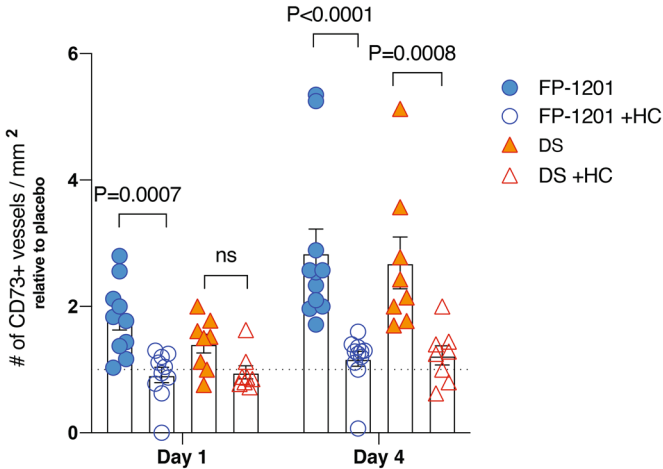 P<0.0001
P=0.0008
P=0.0007
ns
# of CD73+ vessels / mm 2
relative to placebo
6
4
2
0
Day 1
Day 4
FP-1201
FP-1201 +HC
DS
DS +HC